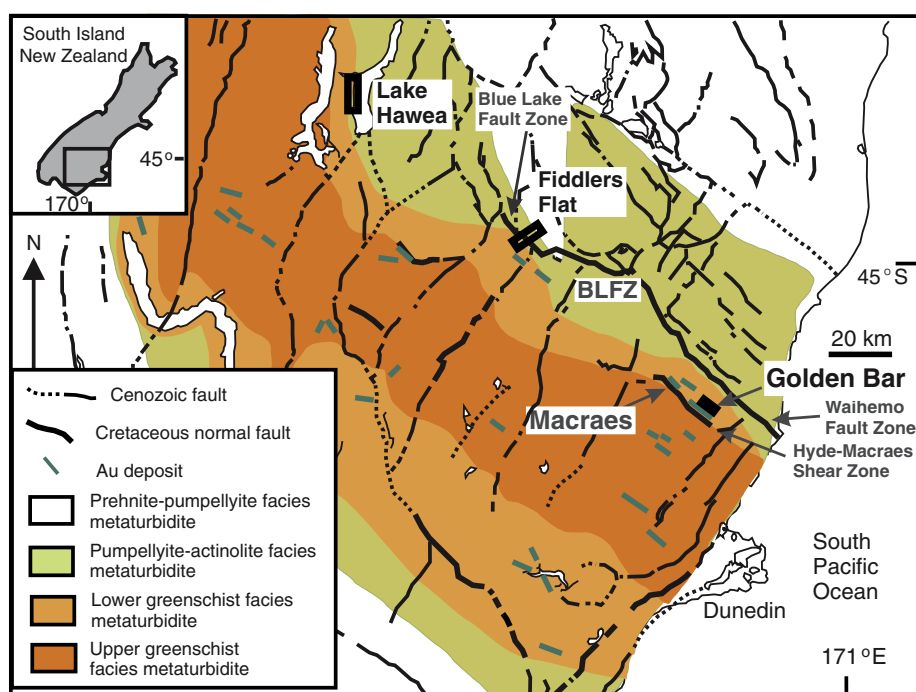 South Island
New Zealand
45°
170°
N
Lake
Hawea
Blue Lake
Fault Zone
Fiddlers
Flat
BLFZ
45°S
20 km
Golden Bar
Macraes
Waihemo
Fault Zone
Hyde-Macraes
Shear Zone
South
Pacific
Ocean
Dunedin
171°E
Cenozoic fault
Cretaceous normal fault
Au deposit
Prehnite-pumpellyite facies
metaturbidite
Pumpellyite-actinolite facies
metaturbidite
Lower greenschist facies
metaturbidite
Upper greenschist
facies metaturbidite